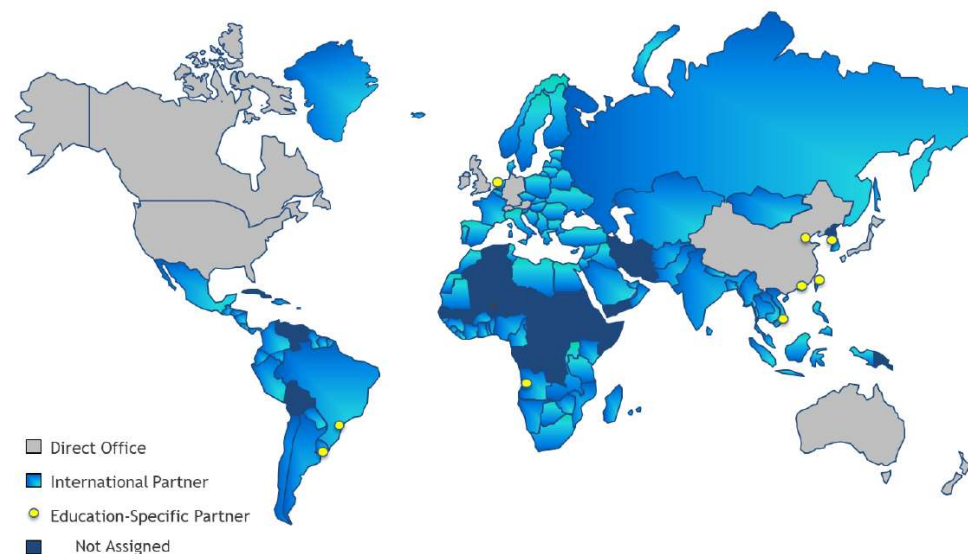 Direct Office
International Partner
Education-Specific Partner
Not Assigned